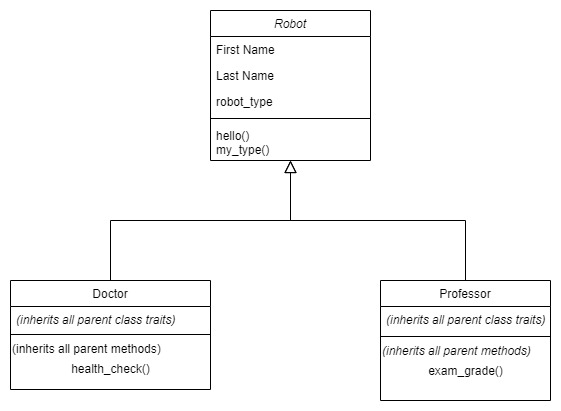 Robot
First Name
Last Name
robot_type
hello()
my_type()
Doctor
(inherits all parent class traits)
(inherits all parent methods)
health_check()
Professor
(inherits all parent class traits)
(inherits all parent methods)
exam_grade()